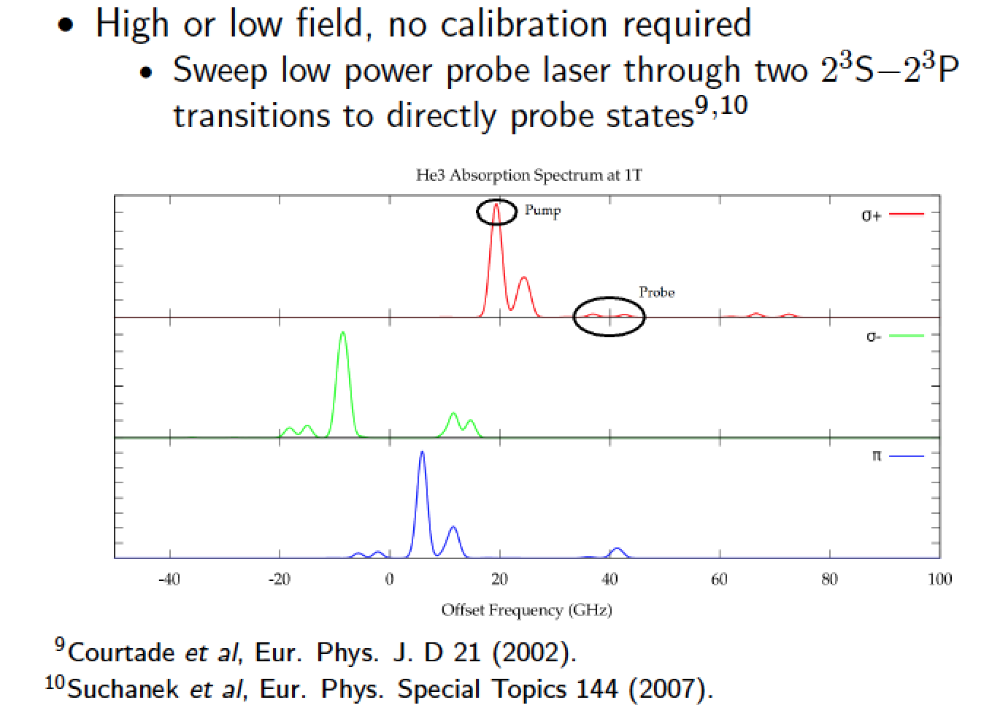 • High or low field, no calibration required
• Sweep low power probe laser through two 2³S−2³P
transitions to directly probe states⁹,¹⁰
He3 Absorption Spectrum at 1T
Pump
σ+
Probe
σ-
π
-40 -20 0 20 40 60 80 100
Offset Frequency (GHz)
⁹Courtade et al, Eur. Phys. J. D 21 (2002).
¹⁰Suchanek et al, Eur. Phys. Special Topics 144 (2007).